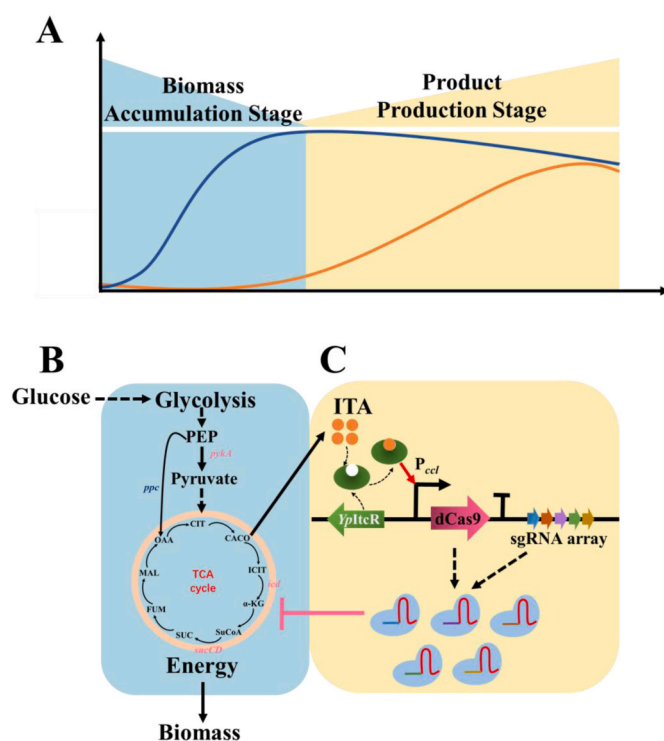 A
Biomass
Accumulation Stage
Product
Production Stage
B
Glucose
Glycolysis
PEP
pykA
ppc
Pyruvate
CIT
OAA
CACO
MAL
TCA
cycle
ICIT
icd
α-KG
FUM
SUC
SuCoA
sucCD
Energy
Biomass
C
ITA
Pccl
YpItcR
dCas9
sgRNA array